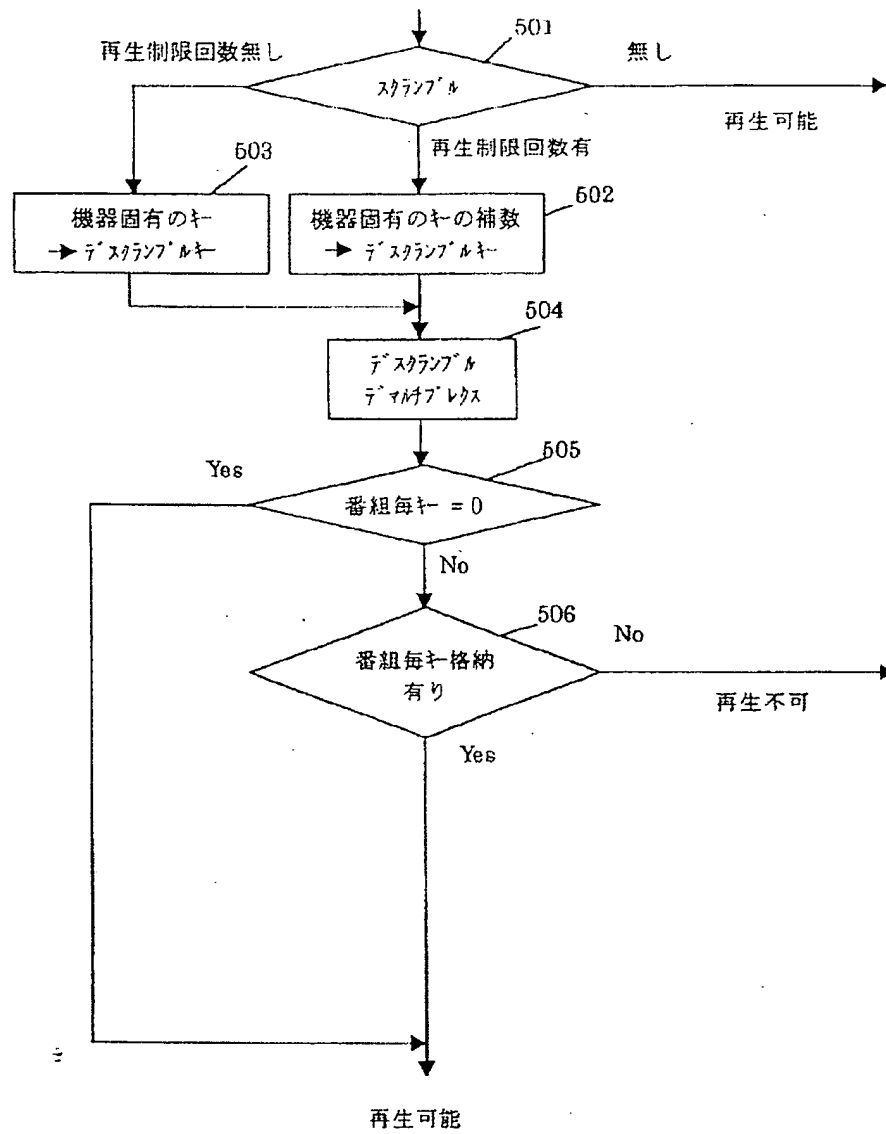 501
再生制限回数無し
無し
スクランブル
再生可能
再生制限回数有
503
502
機器固有のキー
→ デスクランブルキー
機器固有のキーの補数
→ デスクランブルキー
504
デスクランブル
デマルチプレクス
505
Yes
番組毎キー = 0
No
506
No
番組毎キー格納
有り
再生不可
Yes
再生可能